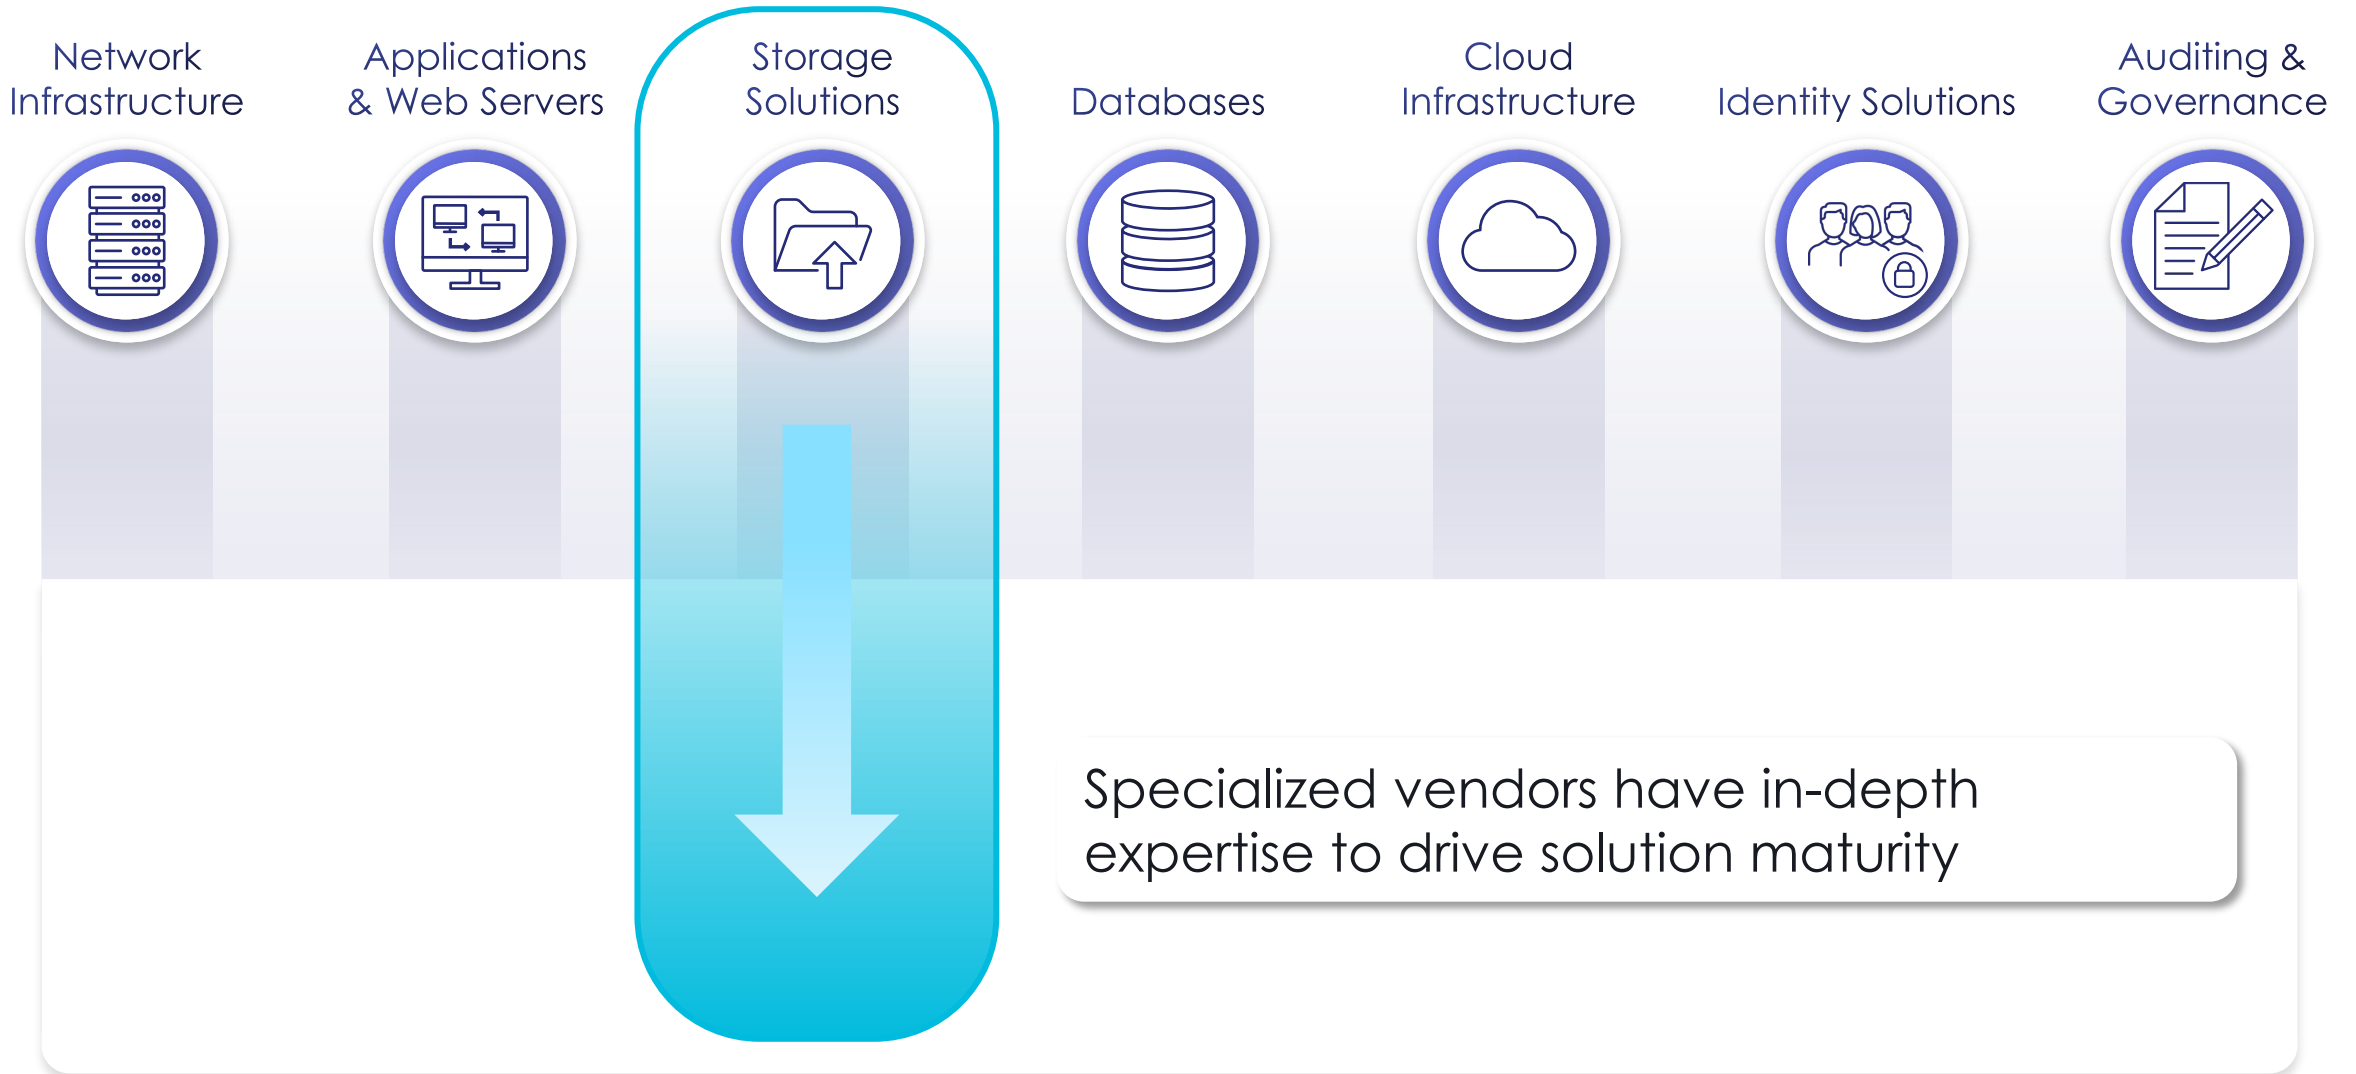 Network
Infrastructure
Applications
& Web Servers
Storage
Solutions
Databases
Cloud
Infrastructure
Identity Solutions
Auditing &
Governance
Specialized vendors have in-depth
expertise to drive solution maturity